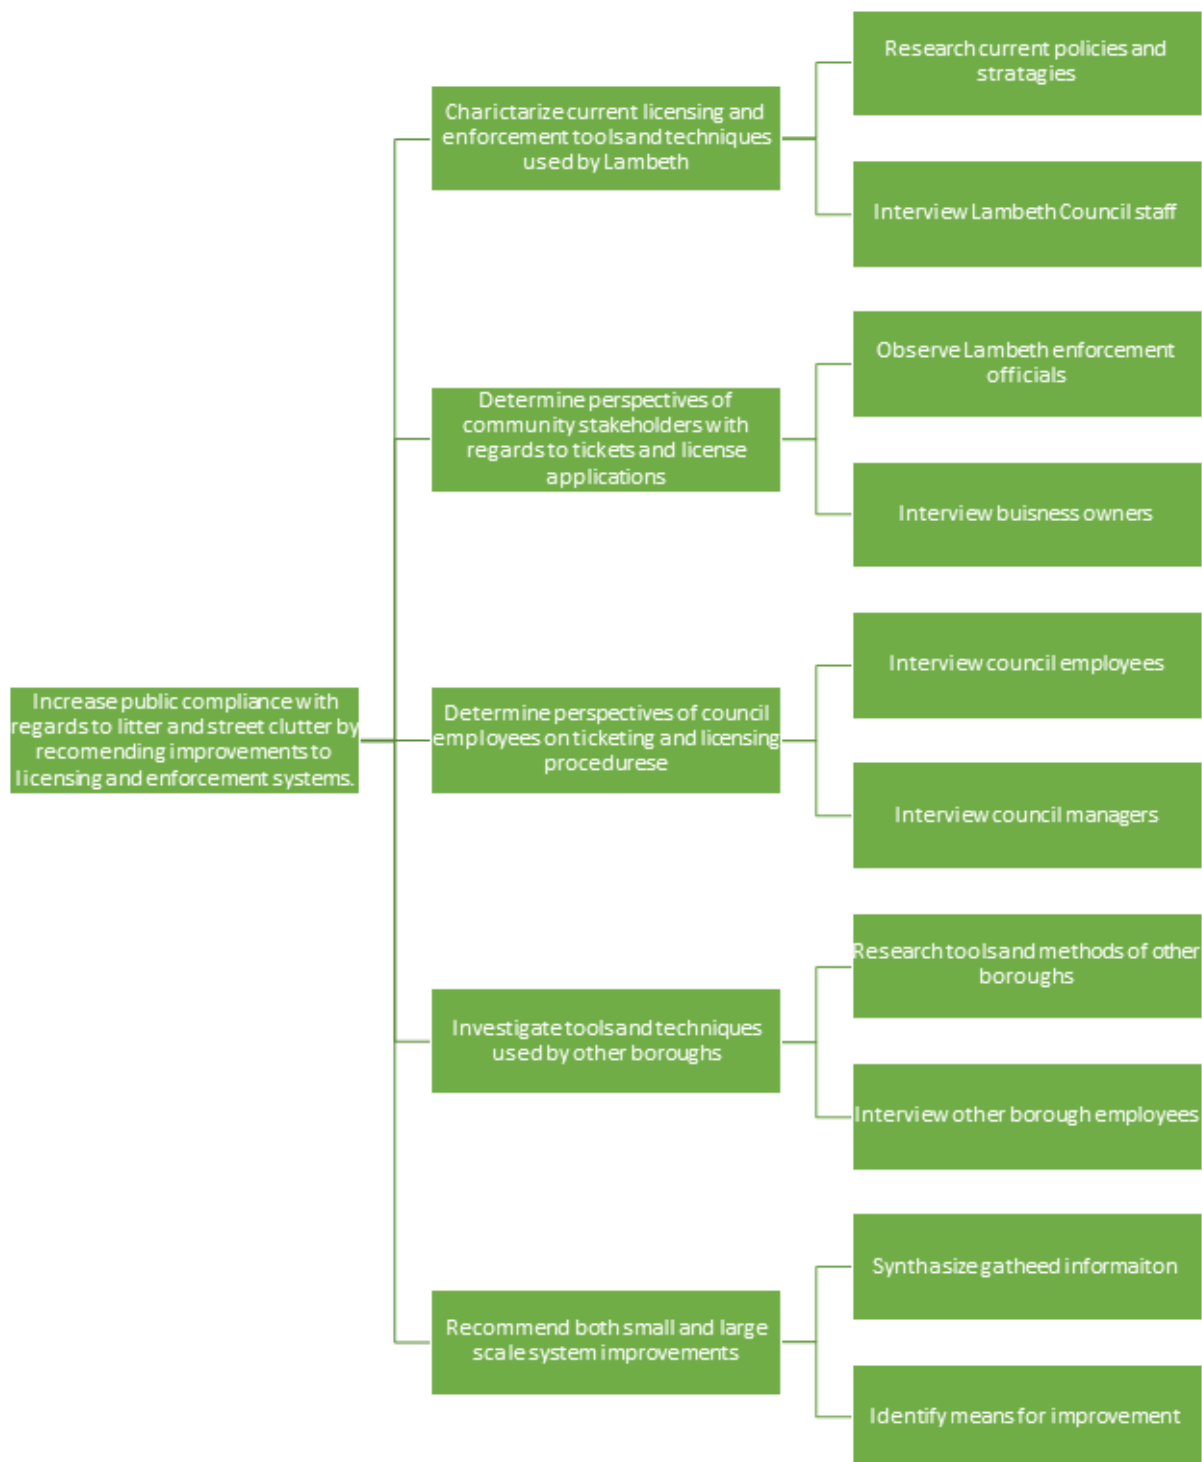 Research current policies and
stratagies
Charictarize current licensing and
enforcement tools and techniques
used by Lambeth
Interview Lambeth Council staff
Observe Lambeth enforcement
officials
Determine perspectives of
community stakeholders with
regards to tickets and license
applications
Interview buisness owners
Interview council employees
Increase public compliance with
regards to litter and street clutter by
recomending improvements to
licensing and enforcement systems.
Determine perspectives of council
employees on ticketing and licensing
procedurese
Interview council managers
Research tools and methods of other
boroughs
Investigate tools and techniques
used by other boroughs
Interview other borough employees
Synthasize gatheed informaiton
Recommend both small and large
scale system improvements
Identify means for improvement